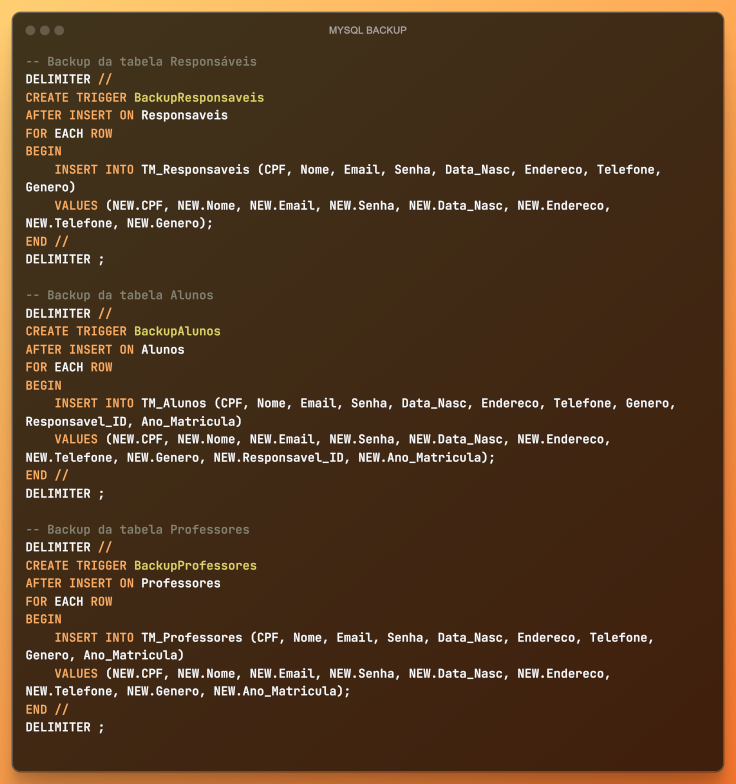 MYSQL BACKUP
-- Backup da tabela Responsáveis
DELIMITER //
CREATE TRIGGER BackupResponsaveis
AFTER INSERT ON Responsaveis
FOR EACH ROW
BEGIN
    INSERT INTO TM_Responsaveis (CPF, Nome, Email, Senha, Data_Nasc, Endereco, Telefone,
Genero)
    VALUES (NEW.CPF, NEW.Nome, NEW.Email, NEW.Senha, NEW.Data_Nasc, NEW.Endereco,
NEW.Telefone, NEW.Genero);
END //
DELIMITER ;

-- Backup da tabela Alunos
DELIMITER //
CREATE TRIGGER BackupAlunos
AFTER INSERT ON Alunos
FOR EACH ROW
BEGIN
    INSERT INTO TM_Alunos (CPF, Nome, Email, Senha, Data_Nasc, Endereco, Telefone, Genero,
Responsavel_ID, Ano_Matricula)
    VALUES (NEW.CPF, NEW.Nome, NEW.Email, NEW.Senha, NEW.Data_Nasc, NEW.Endereco,
NEW.Telefone, NEW.Genero, NEW.Responsavel_ID, NEW.Ano_Matricula);
END //
DELIMITER ;

-- Backup da tabela Professores
DELIMITER //
CREATE TRIGGER BackupProfessores
AFTER INSERT ON Professores
FOR EACH ROW
BEGIN
    INSERT INTO TM_Professores (CPF, Nome, Email, Senha, Data_Nasc, Endereco, Telefone,
Genero, Ano_Matricula)
    VALUES (NEW.CPF, NEW.Nome, NEW.Email, NEW.Senha, NEW.Data_Nasc, NEW.Endereco,
NEW.Telefone, NEW.Genero, NEW.Ano_Matricula);
END //
DELIMITER ;